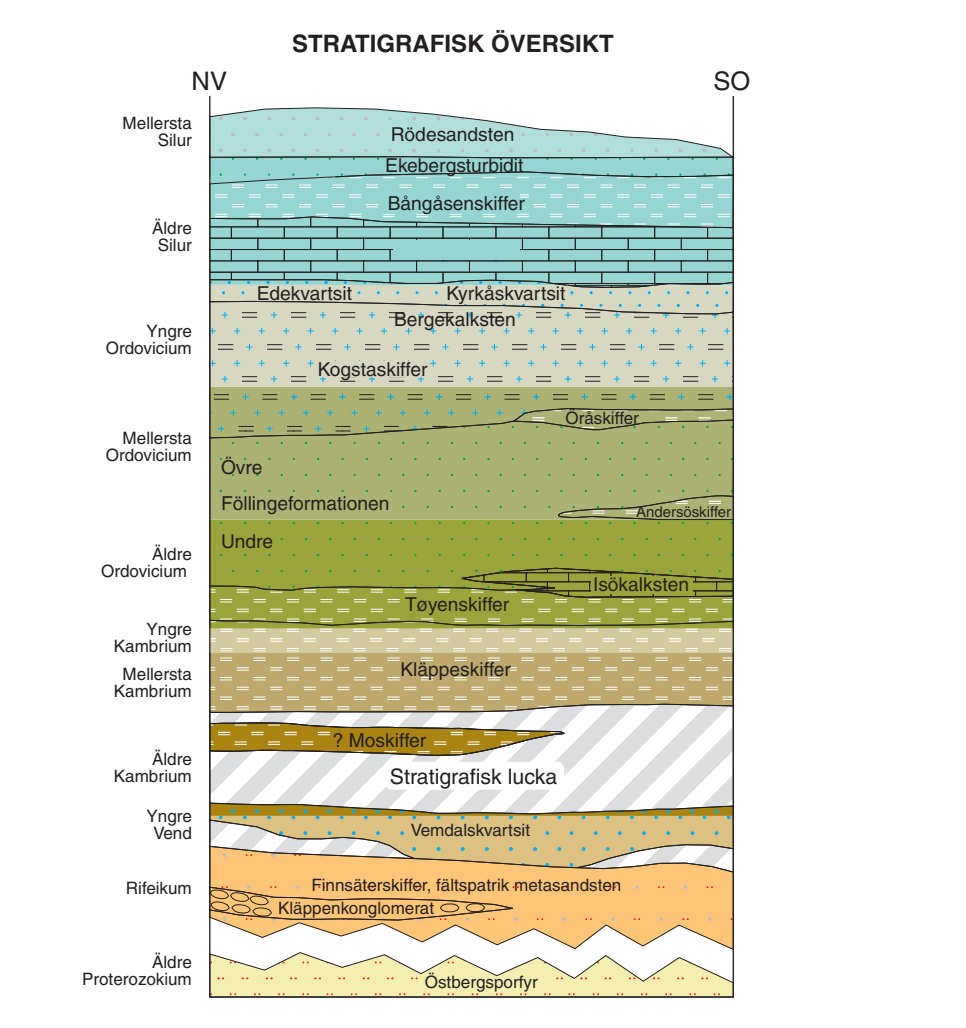 STRATIGRAFISK ÖVERSIKT
NV
SO
Mellersta
Silur
Rödesandsten
Ekebergsturbidit
Bångåsenskiffer
Äldre
Silur
Edekvartsit
Kyrkåskvartsit
Bergekalksten
Yngre
Ordovicium
Kogstaskiffer
Öråskiffer
Mellersta
Ordovicium
Övre
Föllingeformationen
Andersöskiffer
Undre
Äldre
Ordovicium
Isökalksten
Tøyenskiffer
Yngre
Kambrium
Kläppeskiffer
Mellersta
Kambrium
? Moskiffer
Äldre
Kambrium
Stratigrafisk lucka
Yngre
Vend
Vemdalskvartsit
Rifeikum
Finnsäterskiffer, fältspatrik metasandsten
Kläppenkonglomerat
Äldre
Proterozokium
Östbergsporfyr